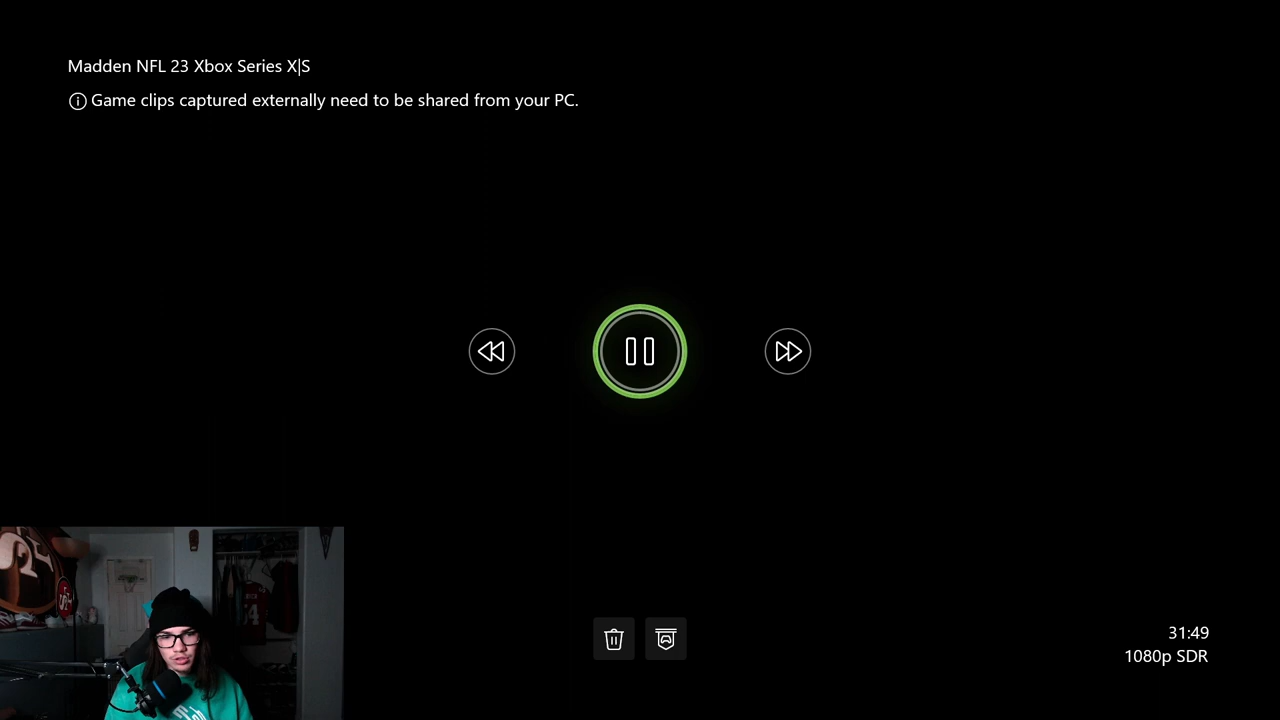 Madden NFL 23 Xbox Series X|S
Game clips captured externally need to be shared from your PC.
31:49
1080p SDR